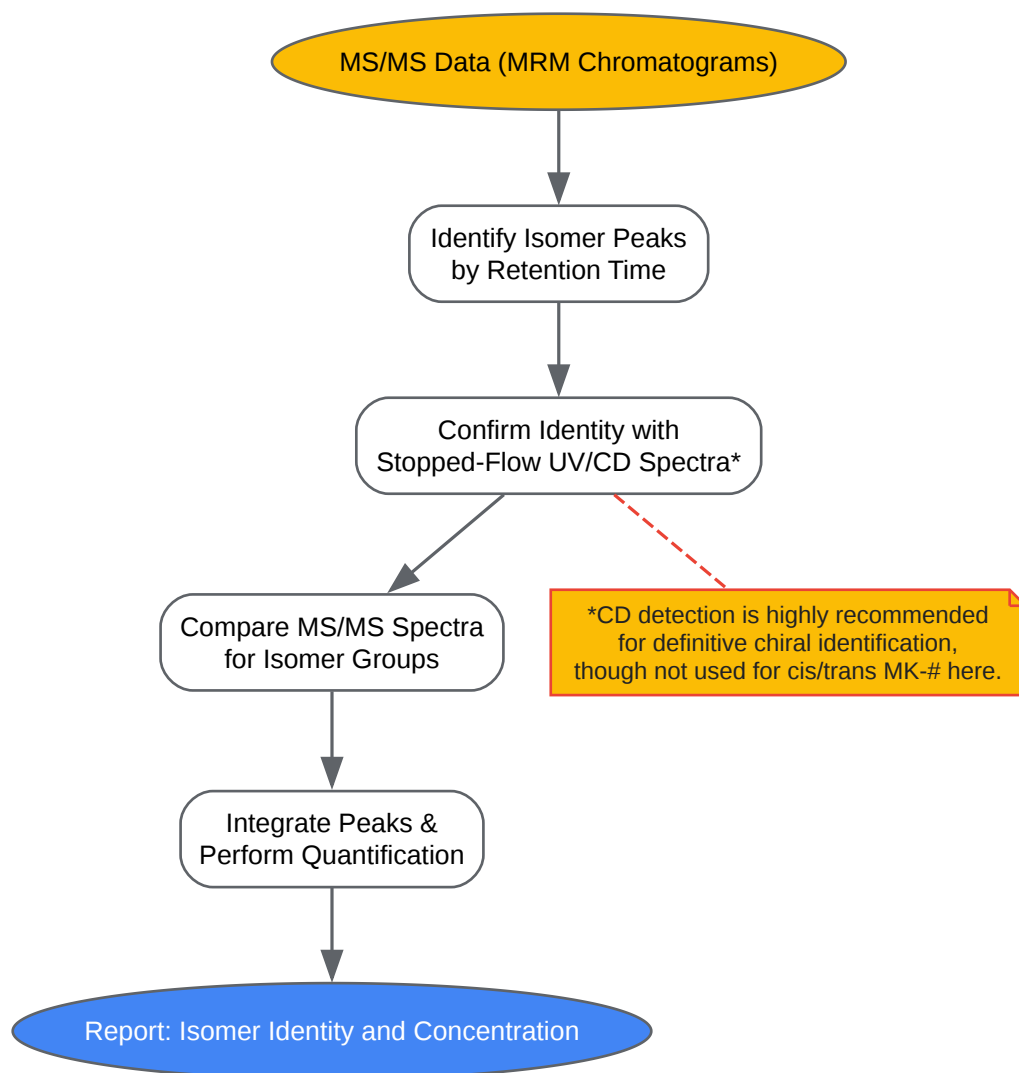 MS/MS Data (MRM Chromatograms)
Identify Isomer Peaks
by Retention Time
Confirm Identity with
Stopped-Flow UV/CD Spectra*
Compare MS/MS Spectra
for Isomer Groups
*CD detection is highly recommended
for definitive chiral identification,
though not used for cis/trans MK-# here.
Integrate Peaks &
Perform Quantification
Report: Isomer Identity and Concentration